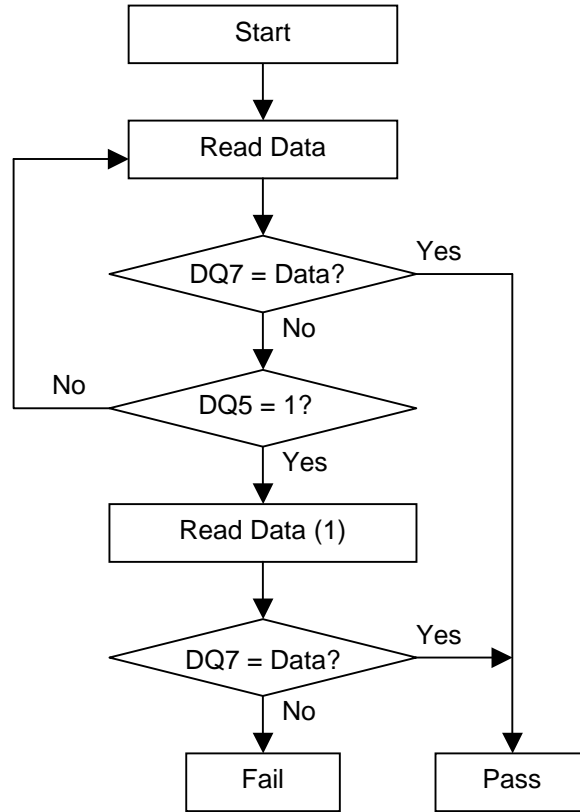 Start
Read Data
DQ7 = Data?
Yes
No
DQ5 = 1?
No
Yes
Read Data (1)
DQ7 = Data?
Yes
No
Fail
Pass